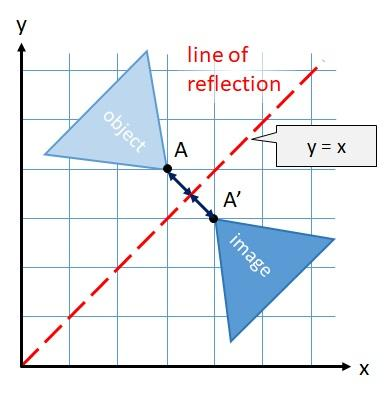 y
line of
reflection
object
A
y = x
A’
image
x